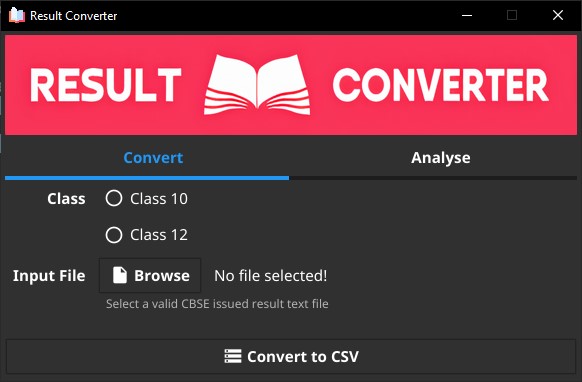 Result Converter
RESULT CONVERTER
Convert Analyse
Class Class 10
Class 12
Input File Browse No file selected!
Select a valid CBSE issued result text file
Convert to CSV